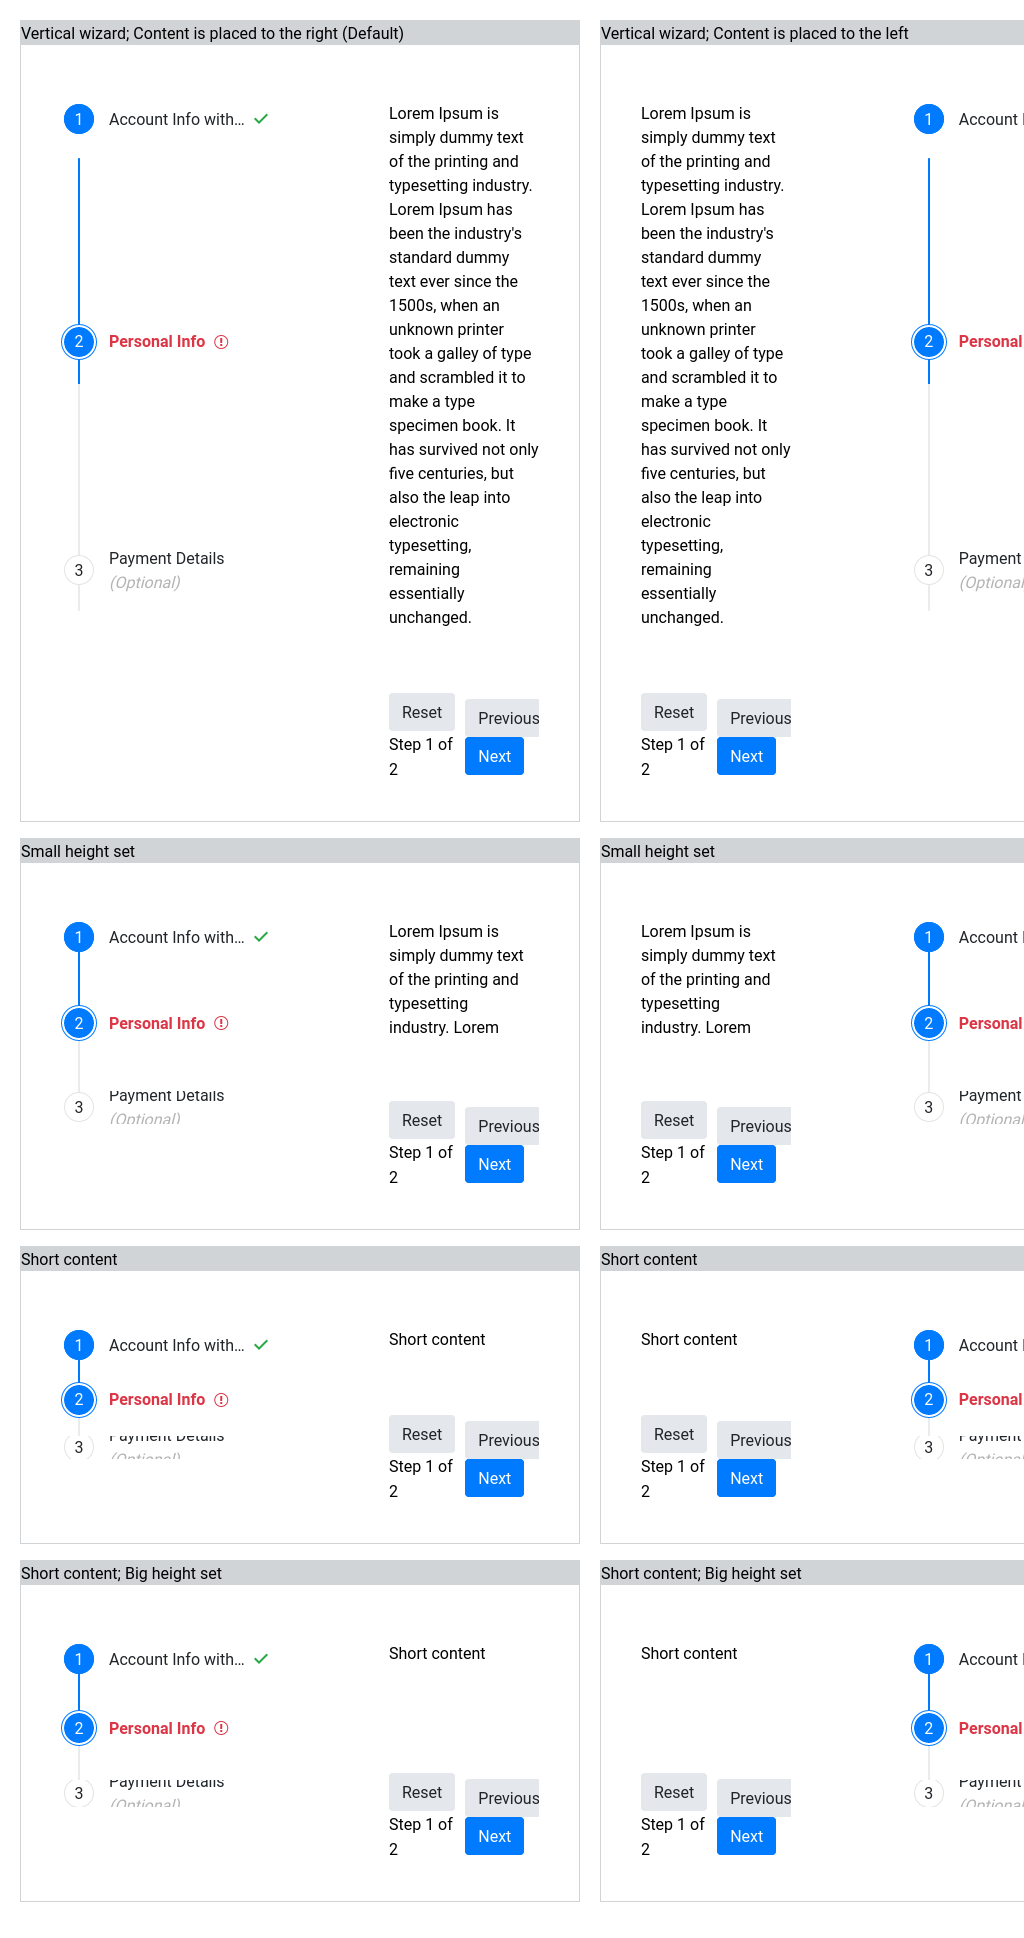 Vertical wizard; Content is placed to the right (Default)
1 Account Info with...
2 Personal Info
3 Payment Details
(Optional)
Lorem Ipsum is
simply dummy text
of the printing and
typesetting industry.
Lorem Ipsum has
been the industry's
standard dummy
text ever since the
1500s, when an
unknown printer
took a galley of type
and scrambled it to
make a type
specimen book. It
has survived not only
five centuries, but
also the leap into
electronic
typesetting,
remaining
essentially
unchanged.
Reset Previous
Step 1 of
2
Next
Vertical wizard; Content is placed to the left
Lorem Ipsum is
simply dummy text
of the printing and
typesetting industry.
Lorem Ipsum has
been the industry's
standard dummy
text ever since the
1500s, when an
unknown printer
took a galley of type
and scrambled it to
make a type
specimen book. It
has survived not only
five centuries, but
also the leap into
electronic
typesetting,
remaining
essentially
unchanged.
Reset Previous
Step 1 of
2
Next
1 Account
2 Personal
3 Payment
(Optional
Small height set
1 Account Info with...
2 Personal Info
3 Payment Details
(Optional)
Lorem Ipsum is
simply dummy text
of the printing and
typesetting
industry. Lorem
Reset Previous
Step 1 of
2
Next
Small height set
Lorem Ipsum is
simply dummy text
of the printing and
typesetting
industry. Lorem
Reset Previous
Step 1 of
2
Next
1 Account
2 Personal
3 Payment
(Optional
Short content
1 Account Info with...
2 Personal Info
3 Payment Details
(Optional)
Short content
Reset Previous
Step 1 of
2
Next
Short content
Short content
Reset Previous
Step 1 of
2
Next
1 Account
2 Personal
3 Payment
(Optional
Short content; Big height set
1 Account Info with...
2 Personal Info
3 Payment Details
(Optional)
Short content
Reset Previous
Step 1 of
2
Next
Short content; Big height set
Short content
Reset Previous
Step 1 of
2
Next
1 Account
2 Personal
3 Payment
(Optional